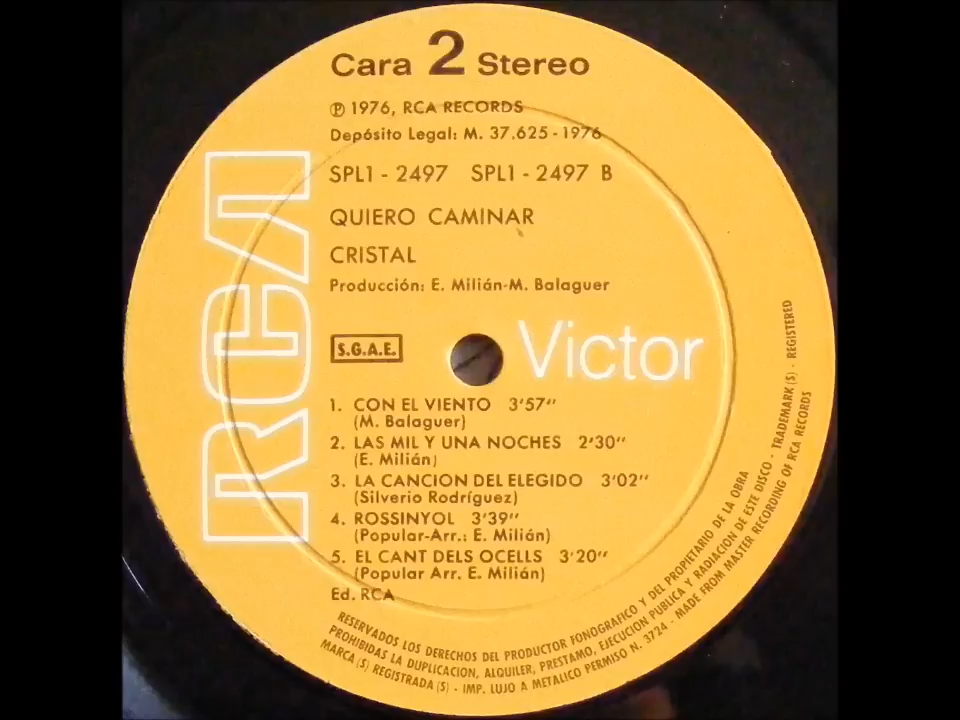 Cara 2 Stereo
℗ 1976, RCA RECORDS
Depósito Legal: M. 37.625 - 1976
SPL1 - 2497 SPL1 - 2497 B
QUIERO CAMINAR
CRISTAL
Producción: E. Milián-M. Balaguer
RCA
S.G.A.E.
Victor
1. CON EL VIENTO 3'57"
(M. Balaguer)
2. LAS MIL Y UNA NOCHES 2'30"
(E. Milián)
3. LA CANCION DEL ELEGIDO 3'02"
(Silverio Rodríguez)
4. ROSSINYOL 3'39"
(Popular-Arr.: E. Milián)
5. EL CANT DELS OCELLS 3'20"
(Popular Arr. E. Milián)
Ed. RCA
RESERVADOS LOS DERECHOS DEL PRODUCTOR FONOGRAFICO Y DEL PROPIETARIO DE LA OBRA
PROHIBIDAS LA DUPLICACION, ALQUILER, PRESTAMO, EJECUCION PUBLICA Y RADIACION DE ESTE DISCO · TRADEMARK(S) · REGISTERED
MARCA(S) REGISTRADA(S) · IMP. LUJO A METALICO PERMISO N. 3724 · MADE FROM MASTER RECORDING OF RCA RECORDS